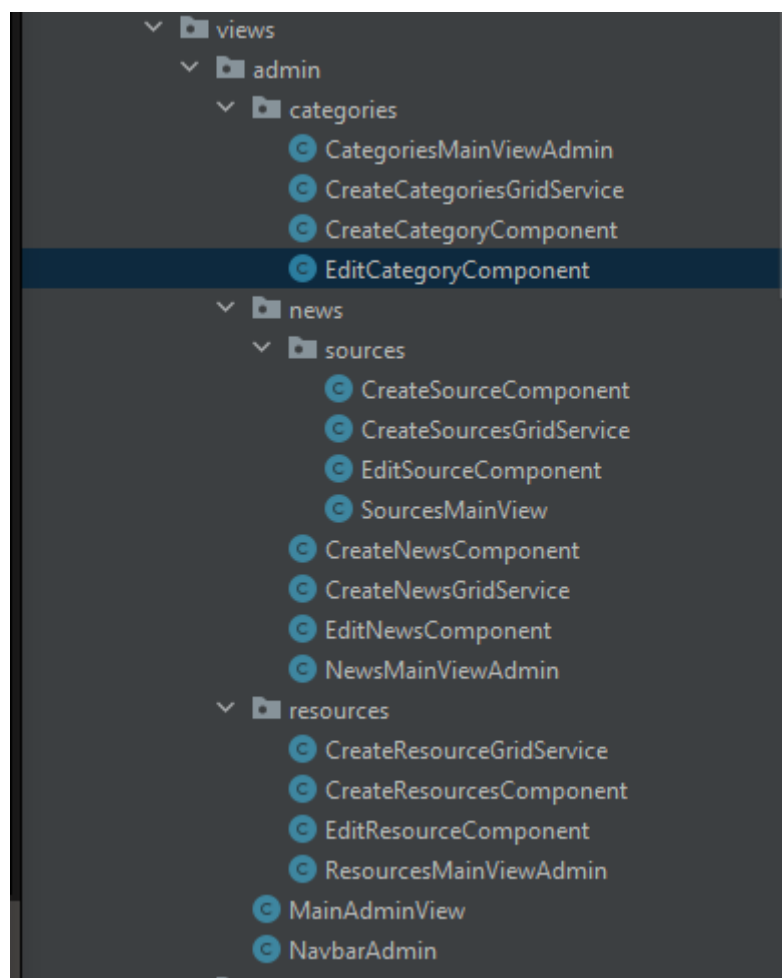 views
admin
categories
C CategoriesMainViewAdmin
C CreateCategoriesGridService
C CreateCategoryComponent
C EditCategoryComponent
news
sources
C CreateSourceComponent
C CreateSourcesGridService
C EditSourceComponent
C SourcesMainView
C CreateNewsComponent
C CreateNewsGridService
C EditNewsComponent
C NewsMainViewAdmin
resources
C CreateResourceGridService
C CreateResourcesComponent
C EditResourceComponent
C ResourcesMainViewAdmin
C MainAdminView
C NavbarAdmin